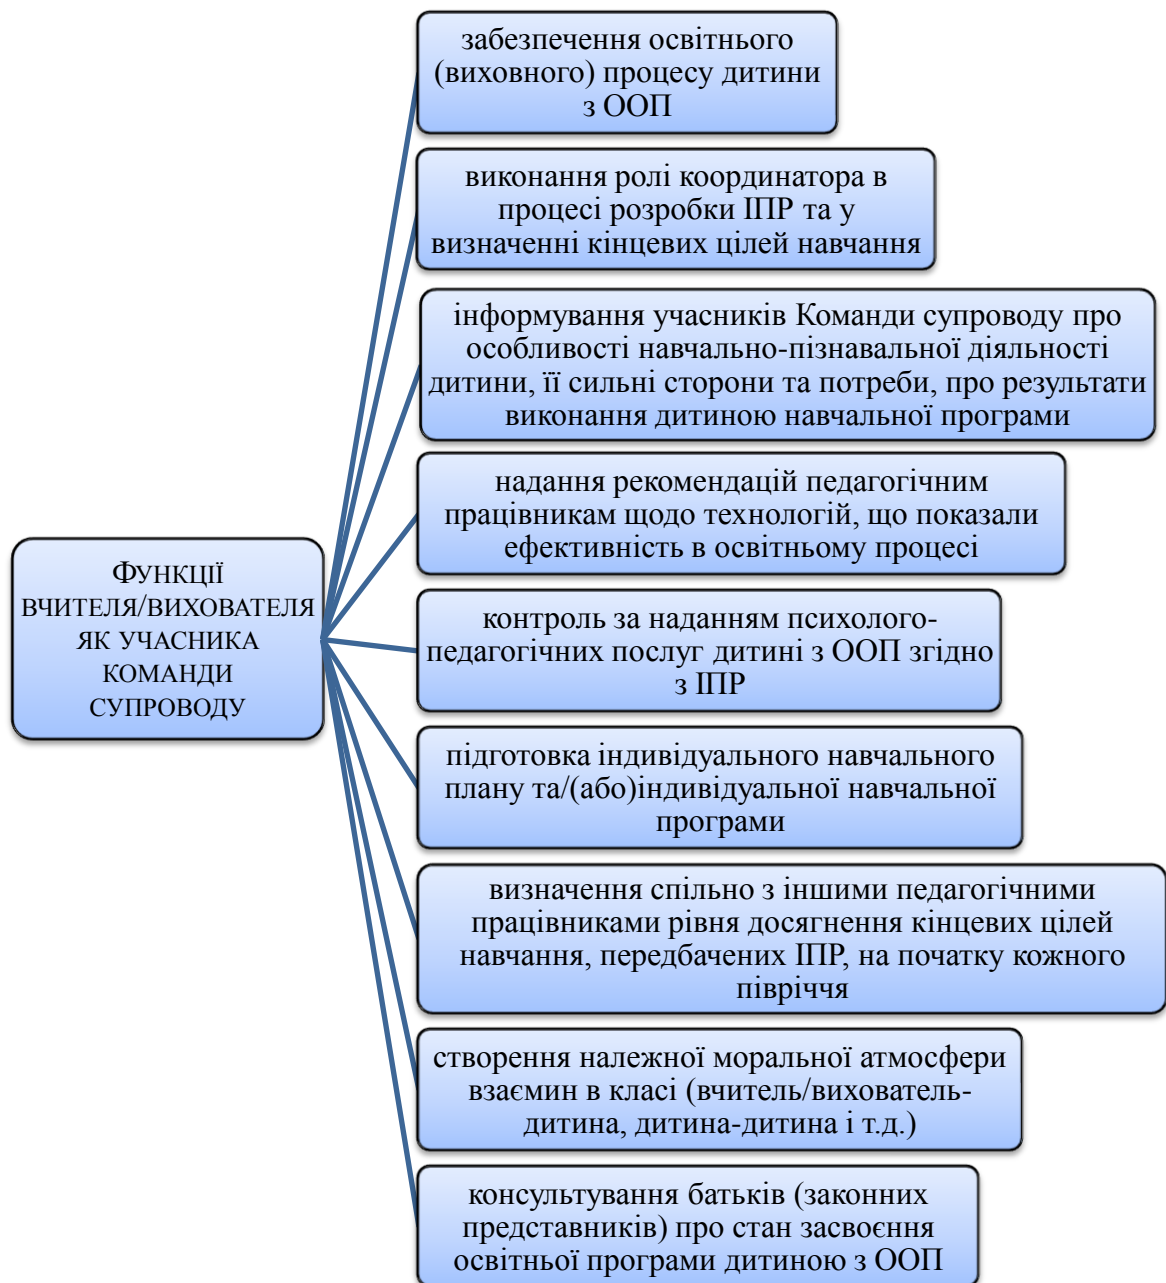 ФУНКЦІЇ
ВЧИТЕЛЯ/ВИХОВАТЕЛЯ
ЯК УЧАСНИКА
КОМАНДИ
СУПРОВОДУ
забезпечення освітнього
(виховного) процесу дитини
з ООП
виконання ролі координатора в
процесі розробки ІПР та у
визначенні кінцевих цілей навчання
інформування учасників Команди супроводу про
особливості навчально-пізнавальної діяльності
дитини, її сильні сторони та потреби, про результати
виконання дитиною навчальної програми
надання рекомендацій педагогічним
працівникам щодо технологій, що показали
ефективність в освітньому процесі
контроль за наданням психолого-
педагогічних послуг дитині з ООП згідно
з ІПР
підготовка індивідуального навчального
плану та/(або)індивідуальної навчальної
програми
визначення спільно з іншими педагогічними
працівниками рівня досягнення кінцевих цілей
навчання, передбачених ІПР, на початку кожного
півріччя
створення належної моральної атмосфери
взаємин в класі (вчитель/вихователь-
дитина, дитина-дитина і т.д.)
консультування батьків (законних
представників) про стан засвоєння
освітньої програми дитиною з ООП